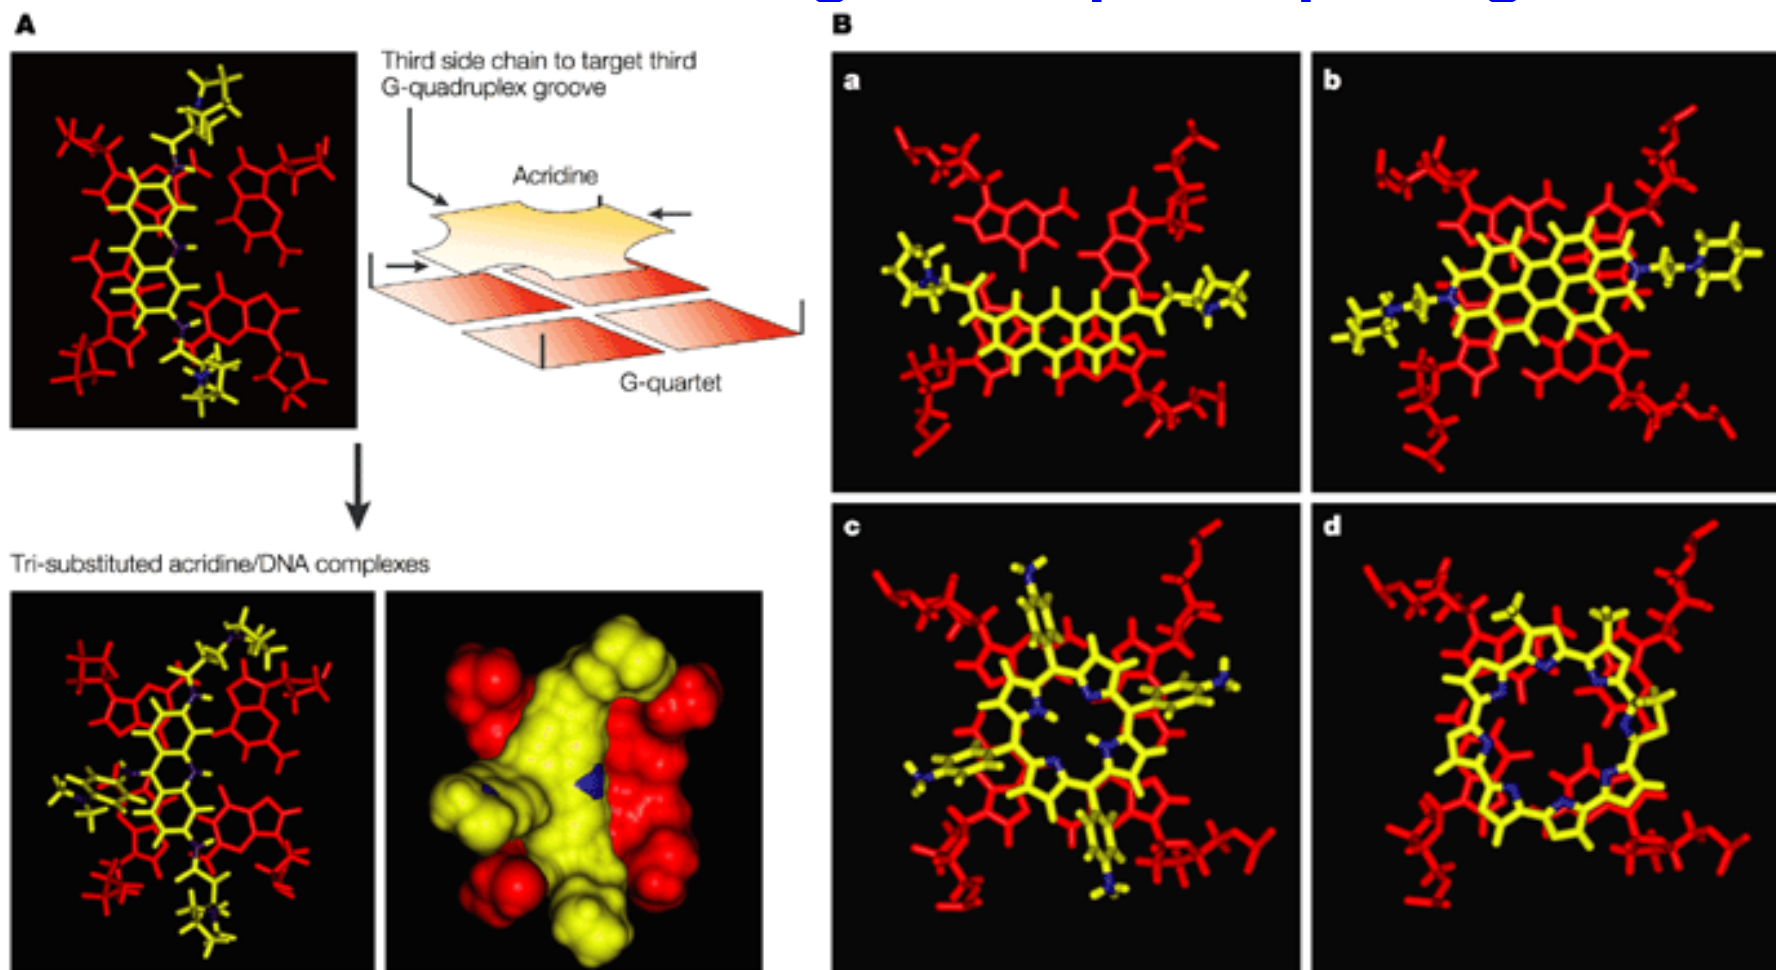 A
Third side chain to target third
G-quadruplex groove
Acridine
G-quartet
Tri-substituted acridine/DNA complexes
B
a
b
c
d